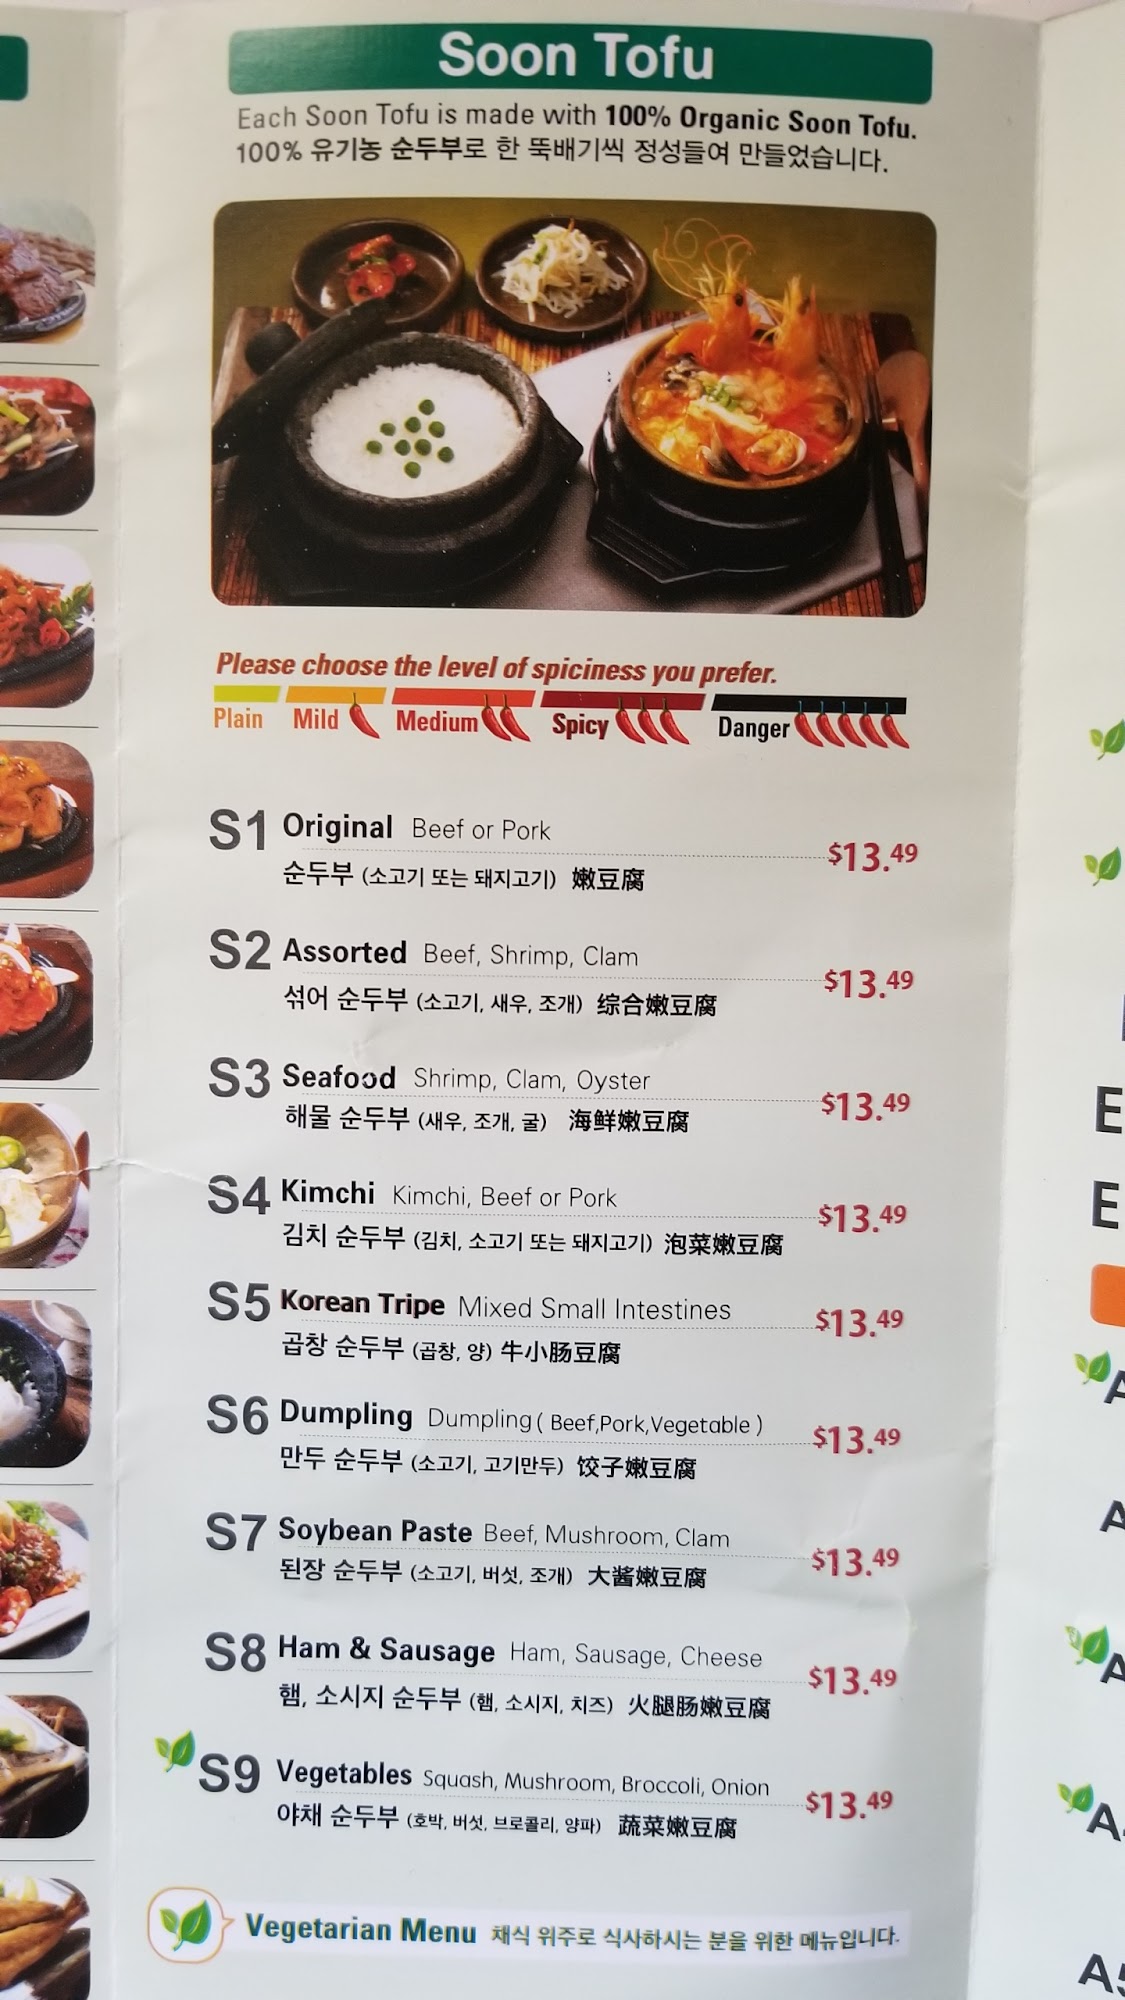 Soon Tofu
Each Soon Tofu is made with 100% Organic Soon Tofu.
100% 유기농 순두부로 한 뚝배기씩 정성들여 만들었습니다.
Please choose the level of spiciness you prefer.
Plain Mild Medium Spicy Danger
S1 Original Beef or Pork $13.49
순두부 (소고기 또는 돼지고기) 嫩豆腐
S2 Assorted Beef, Shrimp, Clam $13.49
섞어 순두부 (소고기, 새우, 조개) 综合嫩豆腐
S3 Seafood Shrimp, Clam, Oyster $13.49
해물 순두부 (새우, 조개, 굴) 海鲜嫩豆腐
S4 Kimchi Kimchi, Beef or Pork $13.49
김치 순두부 (김치, 소고기 또는 돼지고기) 泡菜嫩豆腐
S5 Korean Tripe Mixed Small Intestines $13.49
곱창 순두부 (곱창, 양) 牛小肠豆腐
S6 Dumpling Dumpling ( Beef,Pork,Vegetable ) $13.49
만두 순두부 (소고기, 고기만두) 饺子嫩豆腐
S7 Soybean Paste Beef, Mushroom, Clam $13.49
된장 순두부 (소고기, 버섯, 조개) 大酱嫩豆腐
S8 Ham & Sausage Ham, Sausage, Cheese $13.49
햄, 소시지 순두부 (햄, 소시지, 치즈) 火腿肠嫩豆腐
S9 Vegetables Squash, Mushroom, Broccoli, Onion $13.49
야채 순두부 (호박, 버섯, 브로콜리, 양파) 蔬菜嫩豆腐
Vegetarian Menu 채식 위주로 식사하시는 분을 위한 메뉴입니다.